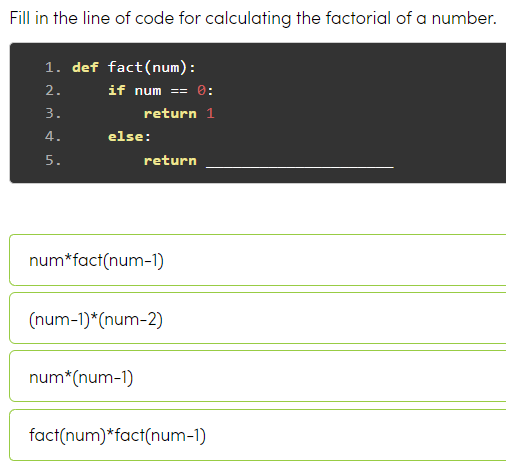 Fill in the line of code for calculating the factorial of a number.
1. def fact(num):
2. if num == 0:
3. return 1
4. else:
5. return ____________________
num*fact(num-1)
(num-1)*(num-2)
num*(num-1)
fact(num)*fact(num-1)